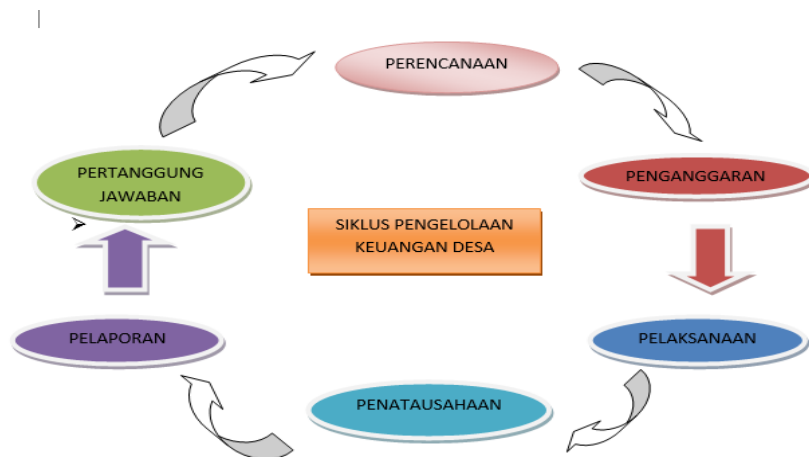 PERENCANAAN
PENGANGGARAN
PELAKSANAAN
PENATAUSAHAAN
PELAPORAN
PERTANGGUNG
JAWABAN
SIKLUS PENGELOLAAN
KEUANGAN DESA